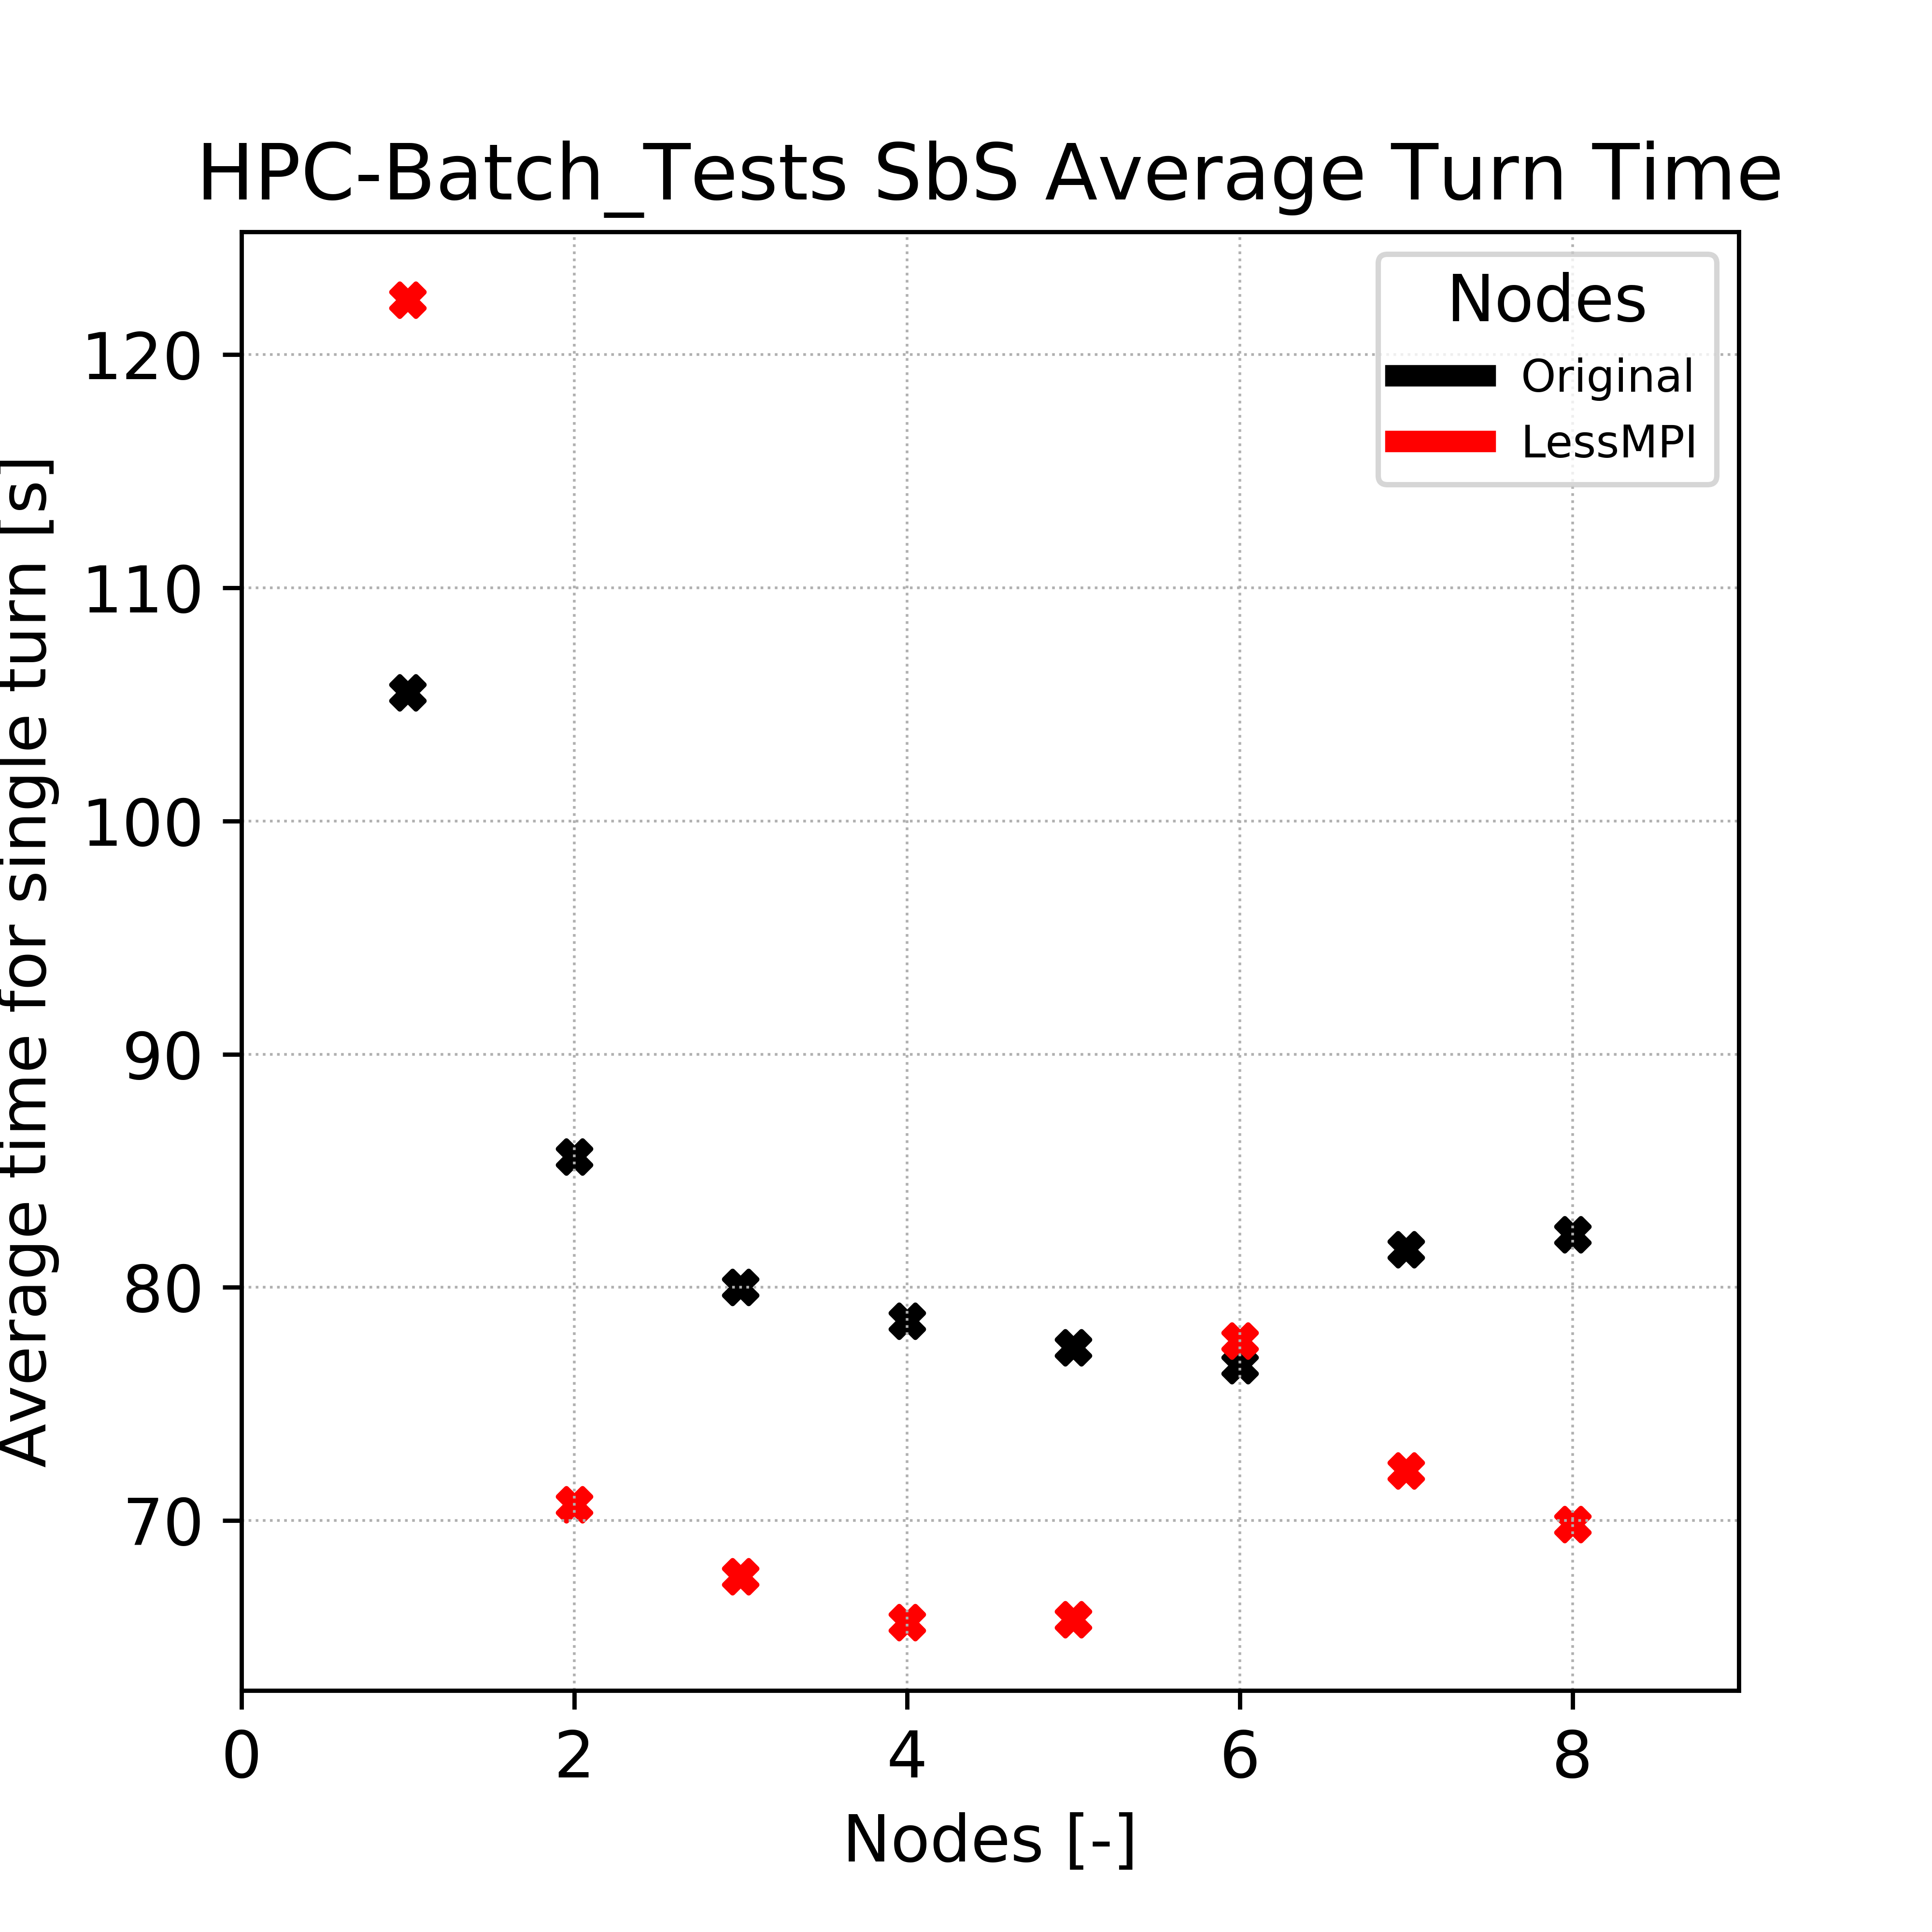 HPC-Batch_Tests SbS Average Turn Time
Nodes
Original
LessMPI
Average time for single turn [s]
120
110
100
90
80
70
0 2 4 6 8
Nodes [-]